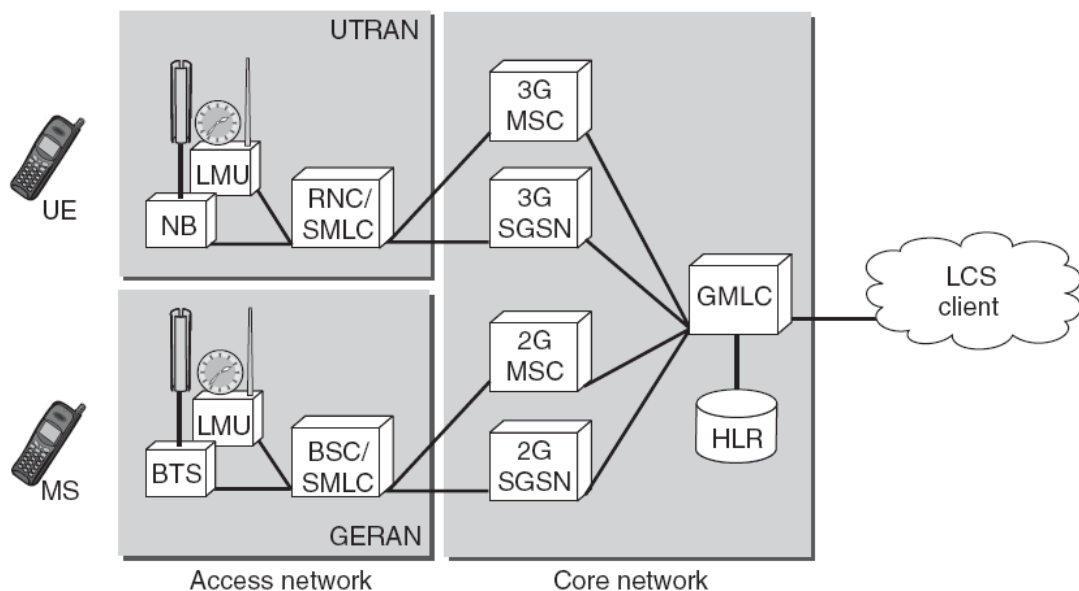 UTRAN
UE
NB
LMU
RNC/
SMLC
3G
MSC
3G
SGSN
GMLC
LCS
client
HLR
2G
MSC
2G
SGSN
MS
BTS
LMU
BSC/
SMLC
GERAN
Access network
Core network